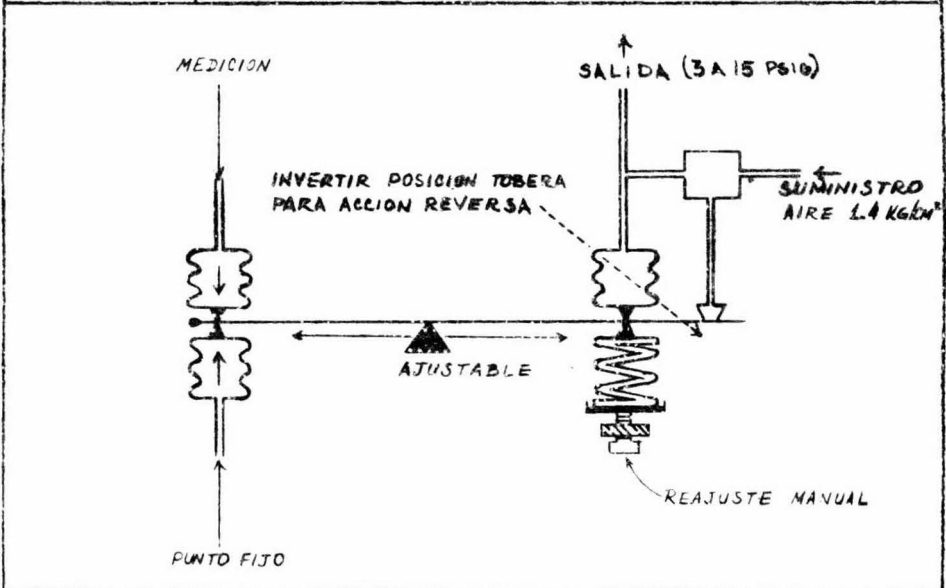 MEDICION
SALIDA (3 A 15 PSIG)
INVERTIR POSICION TOBERA
PARA ACCION REVERSA
SUMINISTRO
AIRE 1.4 KG/CM²
AJUSTABLE
REAJUSTE MANUAL
PUNTO FIJO